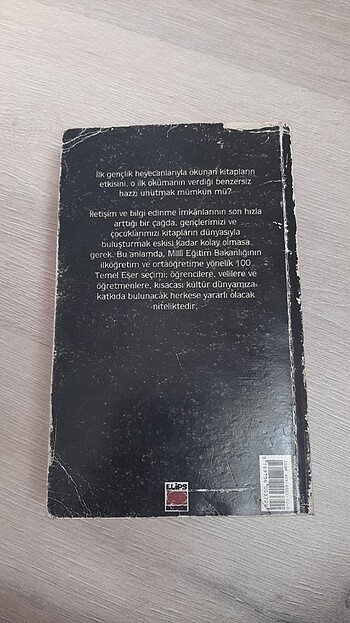 İlk gençlik heyecanlarıyla okunan kitapların
etkisini, o ilk okumanın verdiği benzersiz
hazzı unutmak mümkün mü?
İletişim ve bilgi edinme imkânlarının son hızla
arttığı bir çağda, gençlerimizi ve
çocuklarımızı kitapların dünyasıyla
buluşturmak eskisi kadar kolay olmasa
gerek. Bu anlamda, Millî Eğitim Bakanlığının
ilköğretim ve ortaöğretime yönelik 100
Temel Eser seçimi; öğrencilere, velilere ve
öğretmenlere, kısacası kültür dünyamıza
katkıda bulunacak herkese yararlı olacak
niteliktedir.
ELİPS